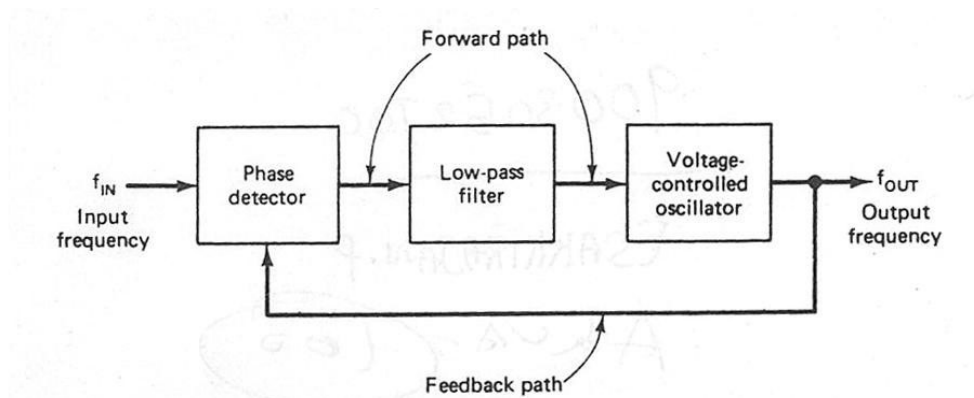 Forward path
Phase
detector
Low-pass
filter
Voltage-
controlled
oscillator
f_IN
Input
frequency
f_OUT
Output
frequency
Feedback path